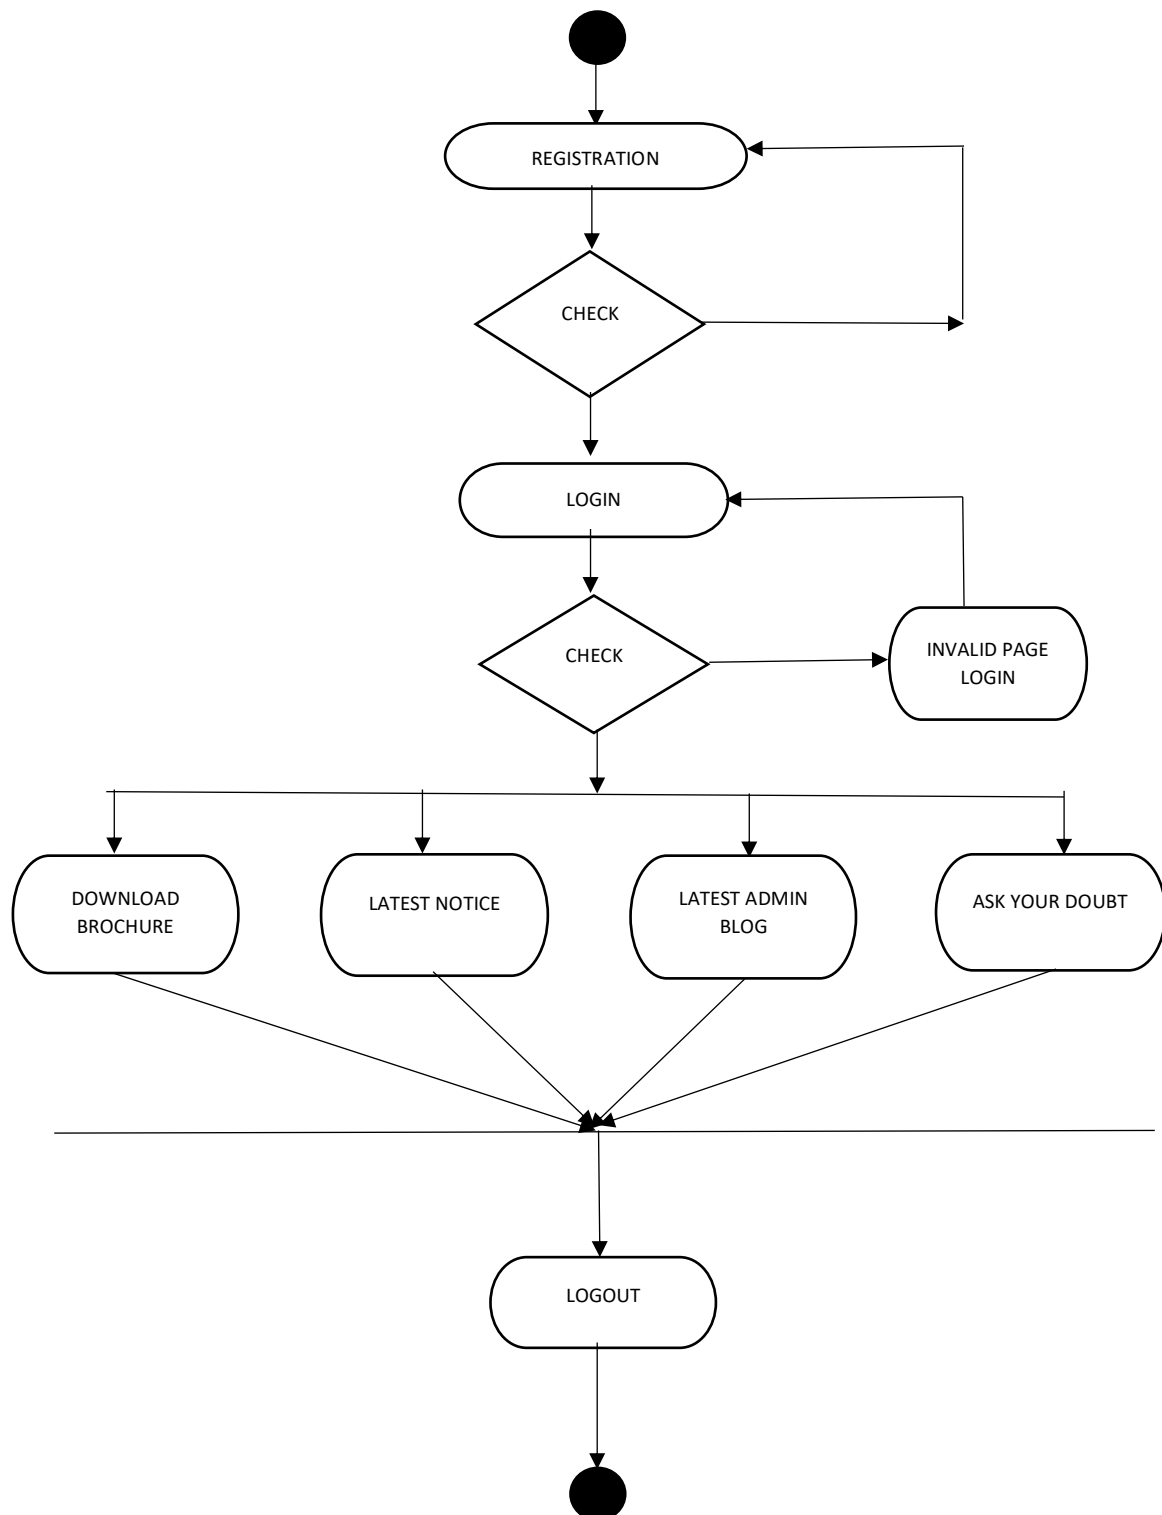 REGISTRATION
CHECK
LOGIN
CHECK
INVALID PAGE
LOGIN
DOWNLOAD
BROCHURE
LATEST NOTICE
LATEST ADMIN
BLOG
ASK YOUR DOUBT
LOGOUT